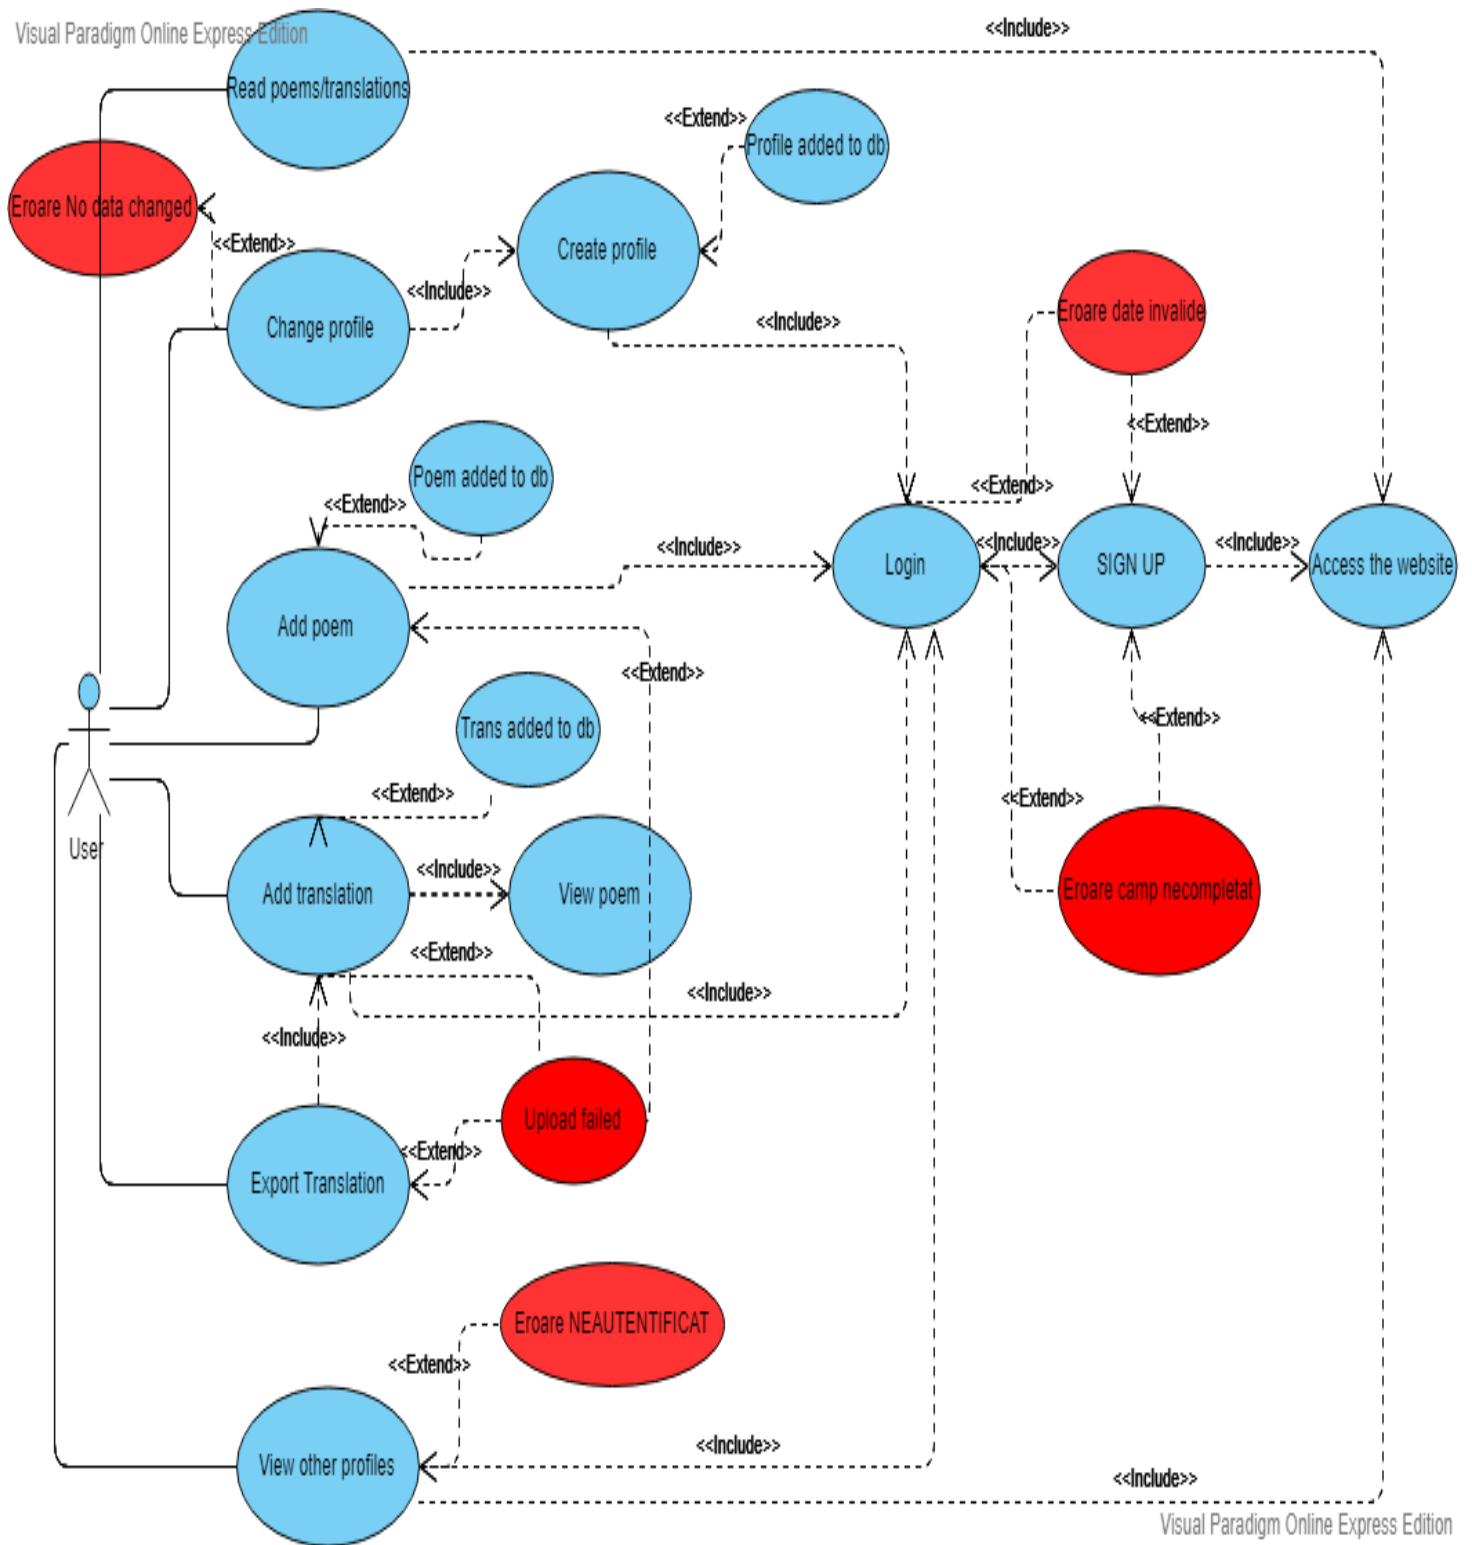 Visual Paradigm Online Express Edition
<<Include>>
Read poems/translations
<<Extend>>
Profile added to db
Eroare No data changed
<<Extend>>
Create profile
<<Include>>
Change profile
<<Include>>
Eroare date invalide
<<Extend>>
Poem added to db
<<Extend>>
<<Extend>>
<<Include>>
<<Include>>
<<Include>>
Login
SIGN UP
Access the website
Add poem
<<Extend>>
Trans added to db
<<Extend>>
<<Extend>>
<<Extend>>
User
<<Include>>
Add translation
View poem
Eroare camp necompletat
<<Extend>>
<<Include>>
<<Include>>
Upload failed
<<Extend>>
Export Translation
Eroare NEAUTENTIFICAT
<<Extend>>
<<Include>>
View other profiles
<<Include>>
Visual Paradigm Online Express Edition